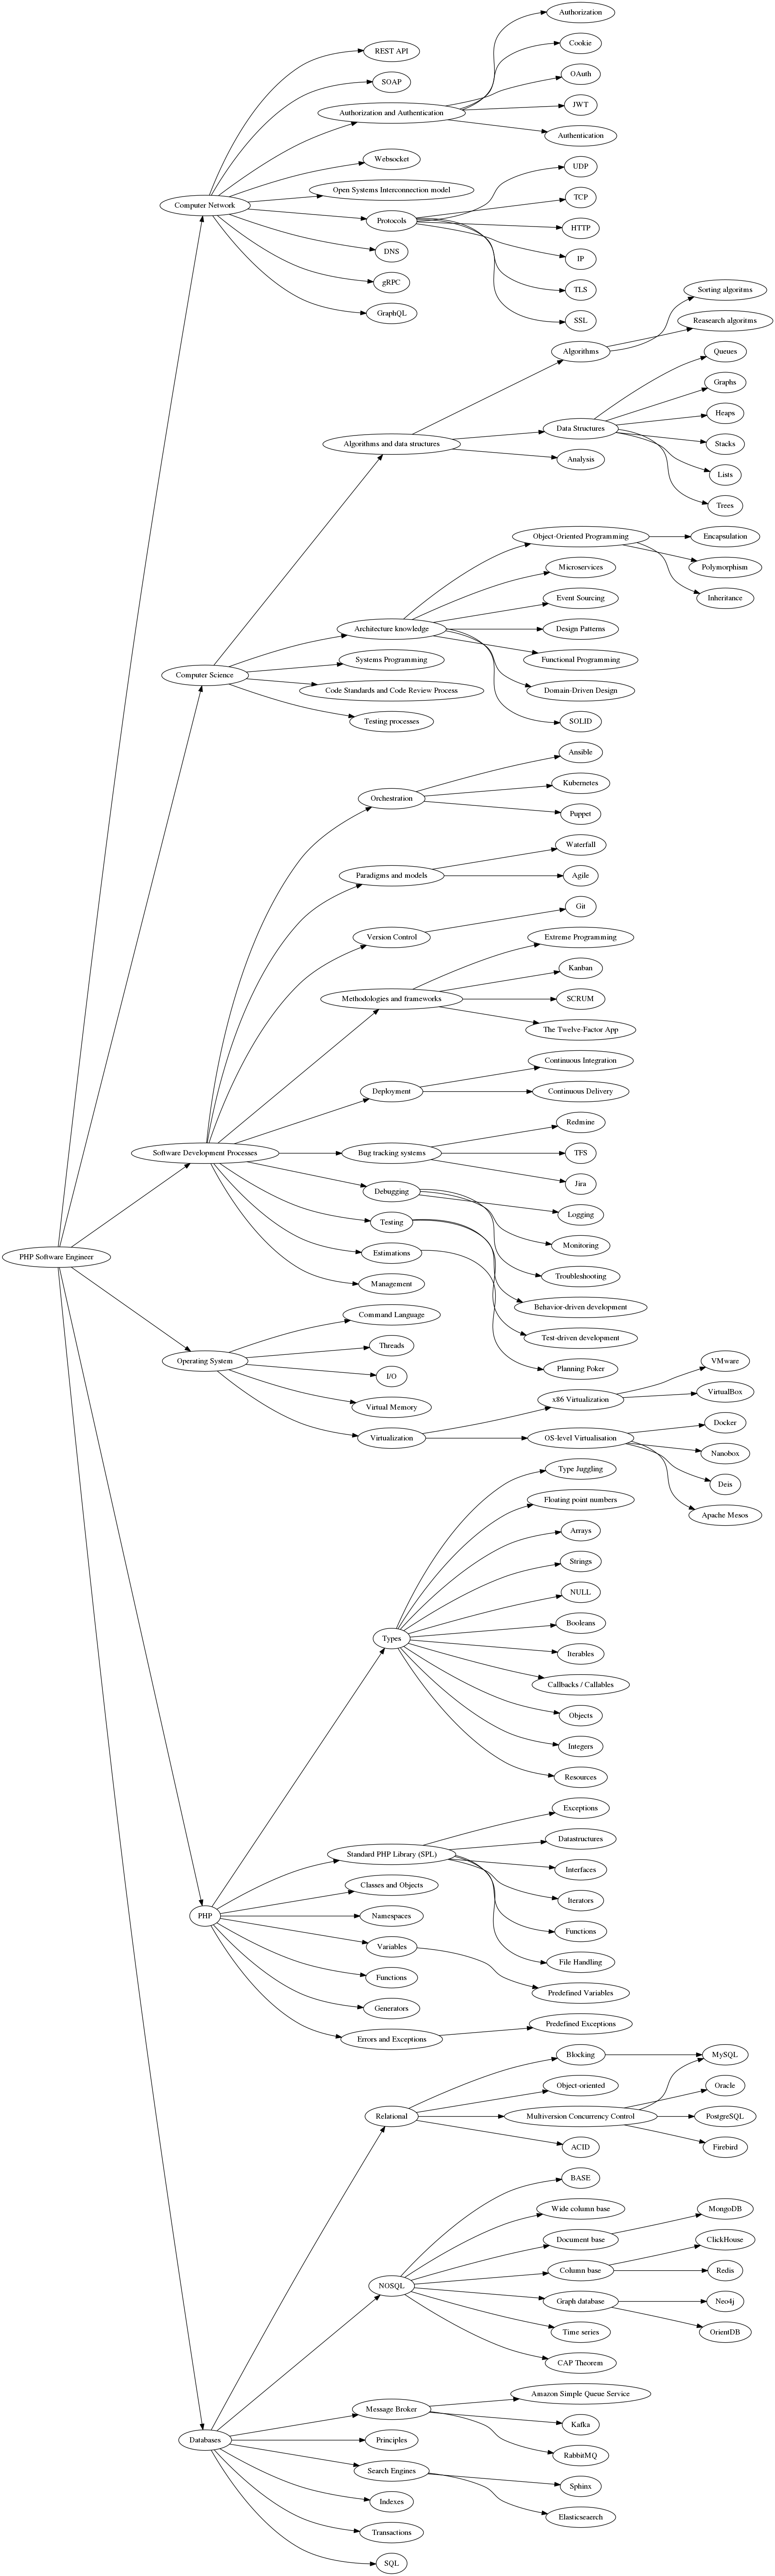 Authorization
REST API
Cookie
SOAP
OAuth
Authorization and Authentication
JWT
Authentication
Websocket
UDP
Open Systems Interconnection model
TCP
Computer Network
Protocols
HTTP
DNS
IP
gRPC
TLS
Sorting algoritms
GraphQL
SSL
Reasearch algoritms
Algorithms
Queues
Graphs
Heaps
Data Structures
Algorithms and data structures
Stacks
Analysis
Lists
Trees
Object-Oriented Programming
Encapsulation
Microservices
Polymorphism
Event Sourcing
Inheritance
Architecture knowledge
Design Patterns
Systems Programming
Functional Programming
Computer Science
Code Standards and Code Review Process
Domain-Driven Design
Testing processes
SOLID
Ansible
Kubernetes
Orchestration
Puppet
Waterfall
Paradigms and models
Agile
Git
Version Control
Extreme Programming
Kanban
Methodologies and frameworks
SCRUM
The Twelve-Factor App
Continuous Integration
Deployment
Continuous Delivery
Redmine
Software Development Processes
Bug tracking systems
TFS
Jira
Debugging
Logging
Testing
Monitoring
PHP Software Engineer
Estimations
Troubleshooting
Management
Behavior-driven development
Command Language
Test-driven development
Threads
Operating System
Planning Poker
VMware
I/O
x86 Virtualization
VirtualBox
Virtual Memory
Docker
Virtualization
OS-level Virtualisation
Nanobox
Type Juggling
Deis
Floating point numbers
Apache Mesos
Arrays
Strings
NULL
Booleans
Types
Iterables
Callbacks / Callables
Objects
Integers
Resources
Exceptions
Datastructures
Standard PHP Library (SPL)
Interfaces
Classes and Objects
Iterators
PHP
Namespaces
Functions
Variables
File Handling
Functions
Predefined Variables
Generators
Predefined Exceptions
Errors and Exceptions
Blocking
MySQL
Object-oriented
Oracle
Relational
Multiversion Concurrency Control
PostgreSQL
ACID
Firebird
BASE
Wide column base
MongoDB
Document base
ClickHouse
Column base
Redis
NOSQL
Graph database
Neo4j
Time series
OrientDB
CAP Theorem
Amazon Simple Queue Service
Message Broker
Kafka
Databases
Principles
RabbitMQ
Search Engines
Sphinx
Indexes
Elasticseaerch
Transactions
SQL